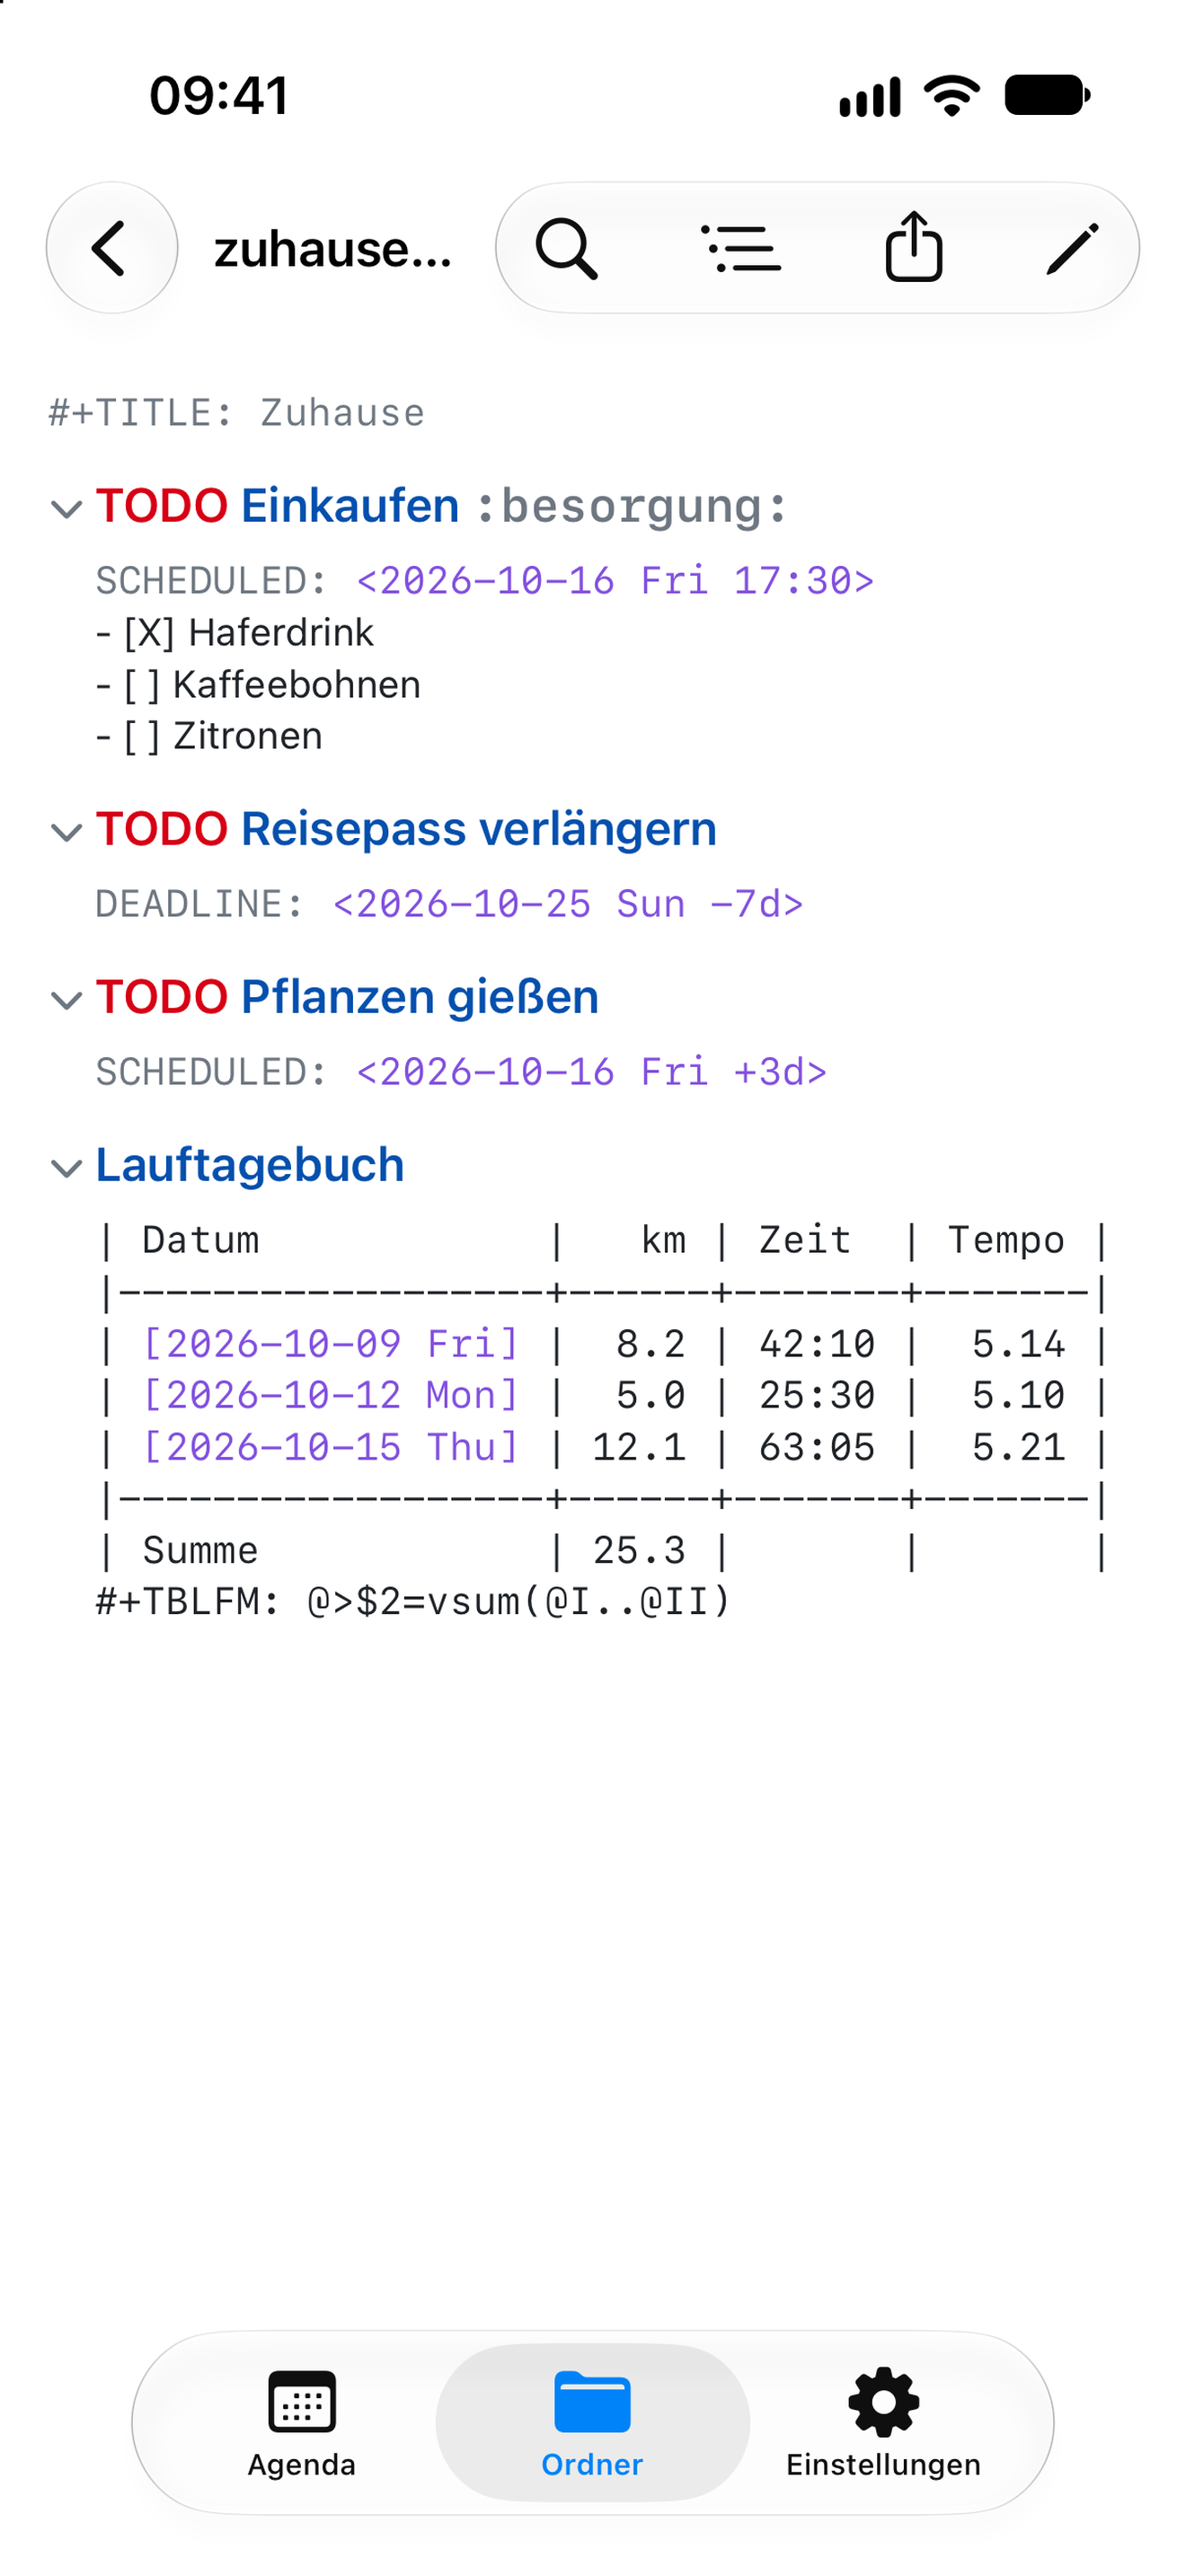 09:41
zuhause...
#+TITLE: Zuhause
TODO Einkaufen :besorgung:
SCHEDULED: <2026-10-16 Fri 17:30>
- [X] Haferdrink
- [ ] Kaffeebohnen
- [ ] Zitronen
TODO Reisepass verlängern
DEADLINE: <2026-10-25 Sun -7d>
TODO Pflanzen gießen
SCHEDULED: <2026-10-16 Fri +3d>
Lauftagebuch
| Datum            |   km | Zeit  | Tempo |
|------------------+------+-------+-------|
| [2026-10-09 Fri] |  8.2 | 42:10 |  5.14 |
| [2026-10-12 Mon] |  5.0 | 25:30 |  5.10 |
| [2026-10-15 Thu] | 12.1 | 63:05 |  5.21 |
|------------------+------+-------+-------|
| Summe            | 25.3 |       |       |
#+TBLFM: @>$2=vsum(@I..@II)
Agenda
Ordner
Einstellungen